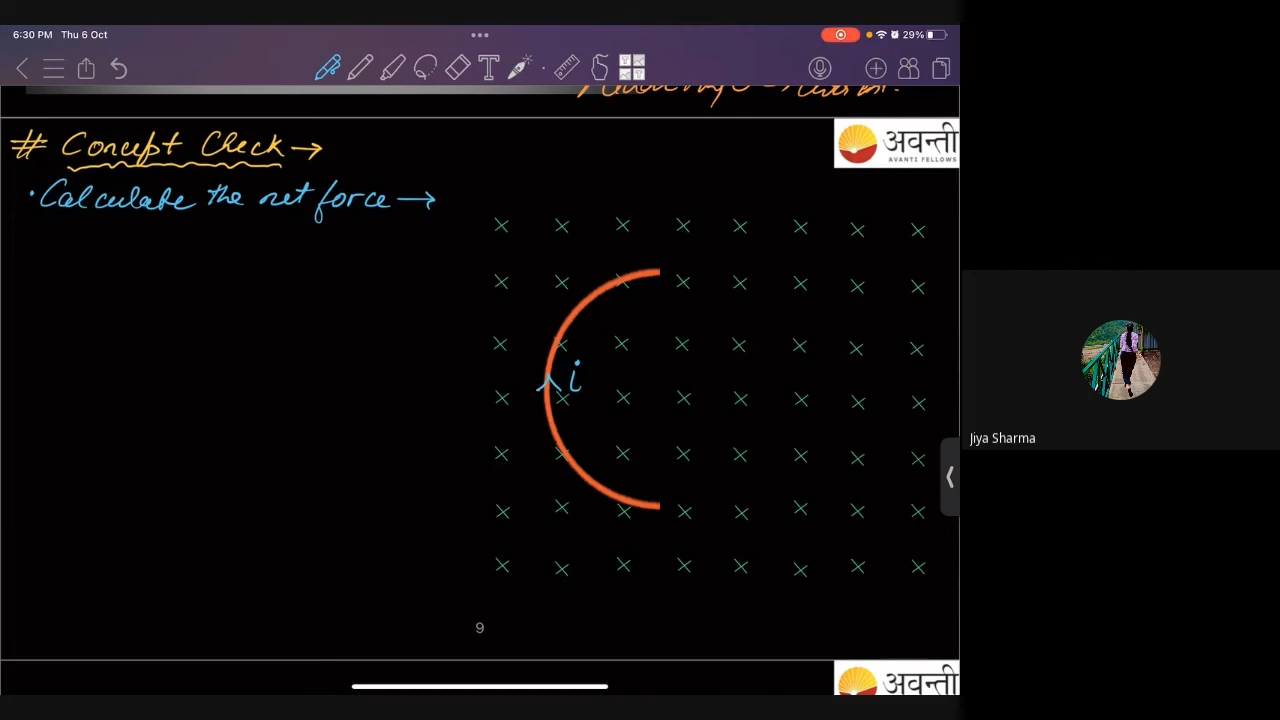 6:30 PM Thu 6 Oct
29%
# Concept Check →
अवन्ती
AVANTI FELLOWS
· Calculate the net force →
i
Jiya Sharma
9
अवन्ती